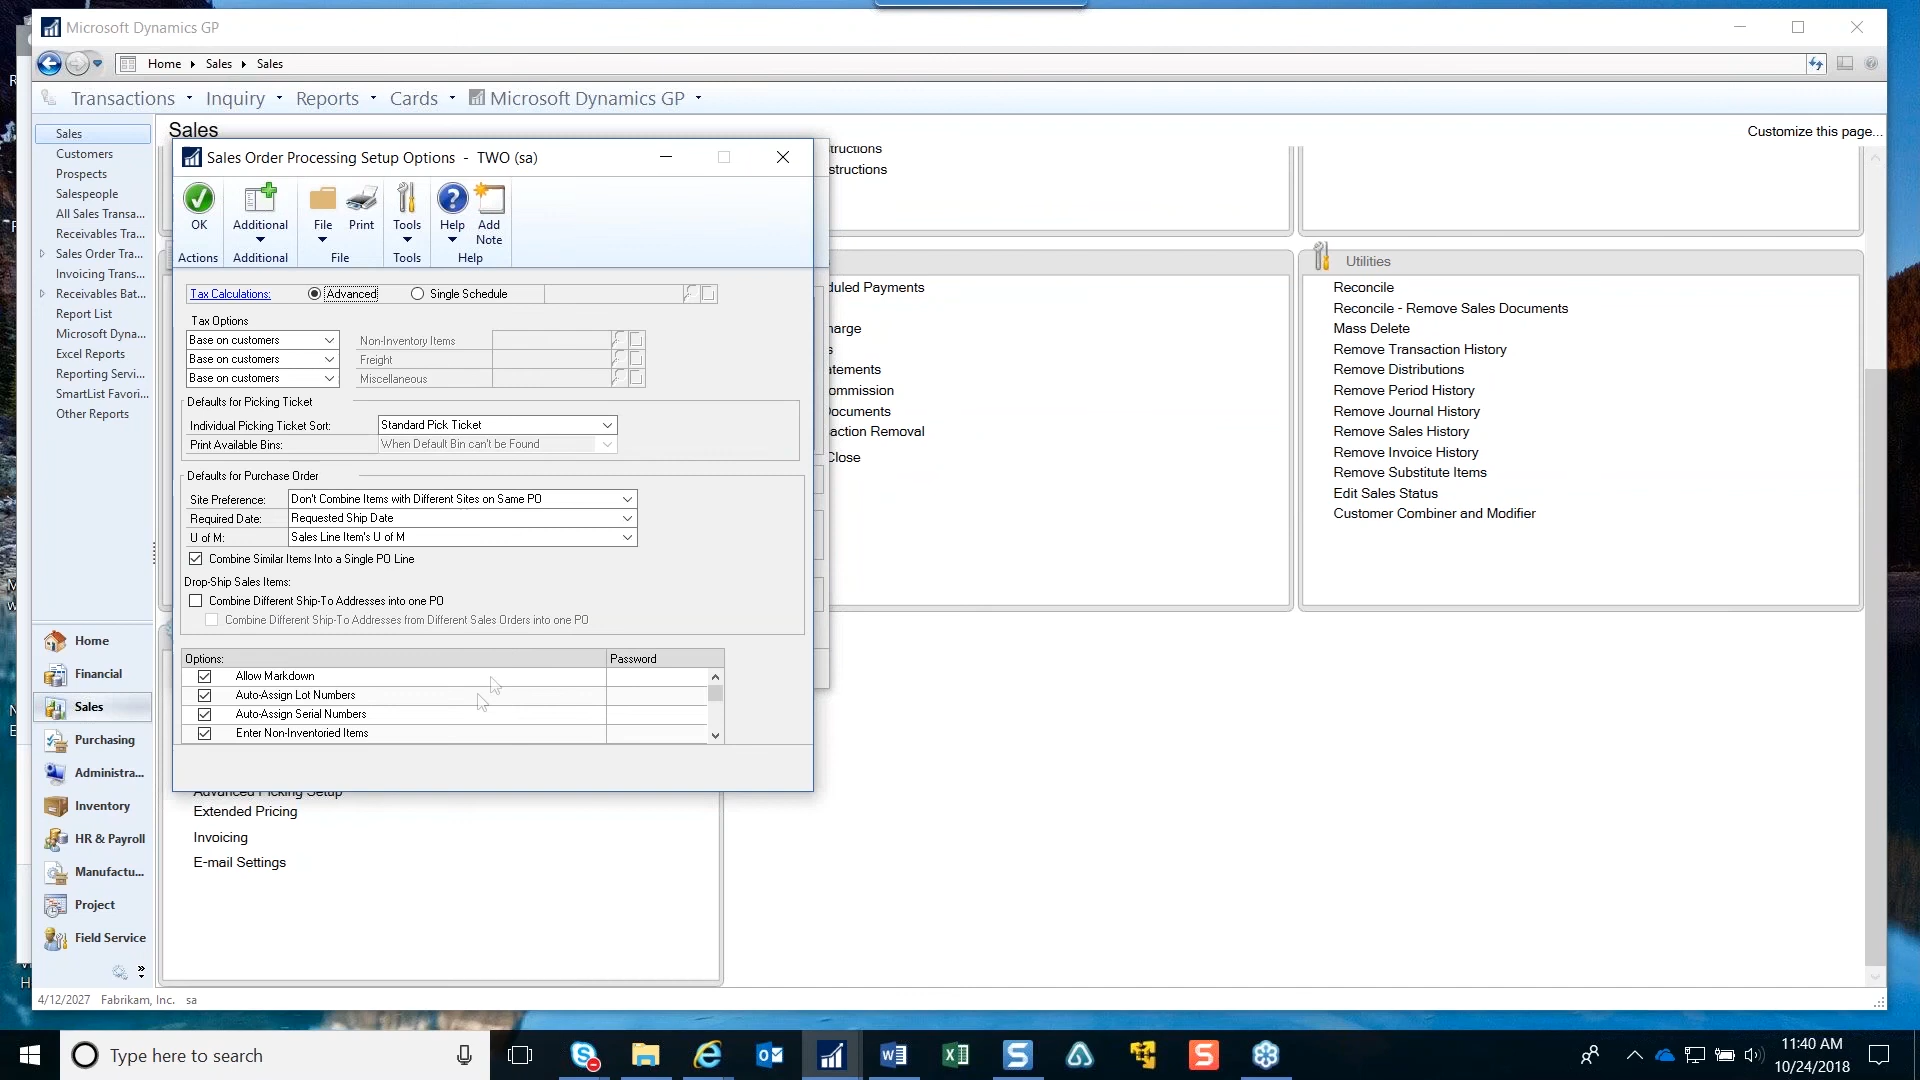 Microsoft Dynamics GP
Home Sales Sales
Transactions Inquiry Reports Cards Microsoft Dynamics GP
Sales
Customers
Prospects
Salespeople
All Sales Transa...
Receivables Tra...
Sales Order Tra...
Invoicing Trans...
Receivables Bat...
Report List
Microsoft Dyna...
Excel Reports
Reporting Servi...
SmartList Favori...
Other Reports
Home
Financial
Sales
Purchasing
Administra...
Inventory
HR & Payroll
Manufactu...
Project
Field Service
Sales
Customize this page...
Sales Order Processing Setup Options - TWO (sa)
OK Additional File Print Tools Help Add Note
Actions Additional File Tools Help
Tax Calculations: Advanced Single Schedule
Tax Options
Base on customers Non-Inventory Items
Base on customers Freight
Base on customers Miscellaneous
Defaults for Picking Ticket
Individual Picking Ticket Sort: Standard Pick Ticket
Print Available Bins: When Default Bin can't be Found
Defaults for Purchase Order
Site Preference: Don't Combine Items with Different Sites on Same PO
Required Date: Requested Ship Date
U of M: Sales Line Item's U of M
Combine Similar Items Into a Single PO Line
Drop-Ship Sales Items:
Combine Different Ship-To Addresses into one PO
Combine Different Ship-To Addresses from Different Sales Orders into one PO
Options: Password
Allow Markdown
Auto-Assign Lot Numbers
Auto-Assign Serial Numbers
Enter Non-Inventoried Items
Advanced Picking Setup
Extended Pricing
Invoicing
E-mail Settings
structions
structions
duled Payments
harge
s
atements
ommission
Documents
action Removal
Close
Utilities
Reconcile
Reconcile - Remove Sales Documents
Mass Delete
Remove Transaction History
Remove Distributions
Remove Period History
Remove Journal History
Remove Sales History
Remove Invoice History
Remove Substitute Items
Edit Sales Status
Customer Combiner and Modifier
4/12/2027 Fabrikam, Inc. sa
Type here to search
11:40 AM
10/24/2018